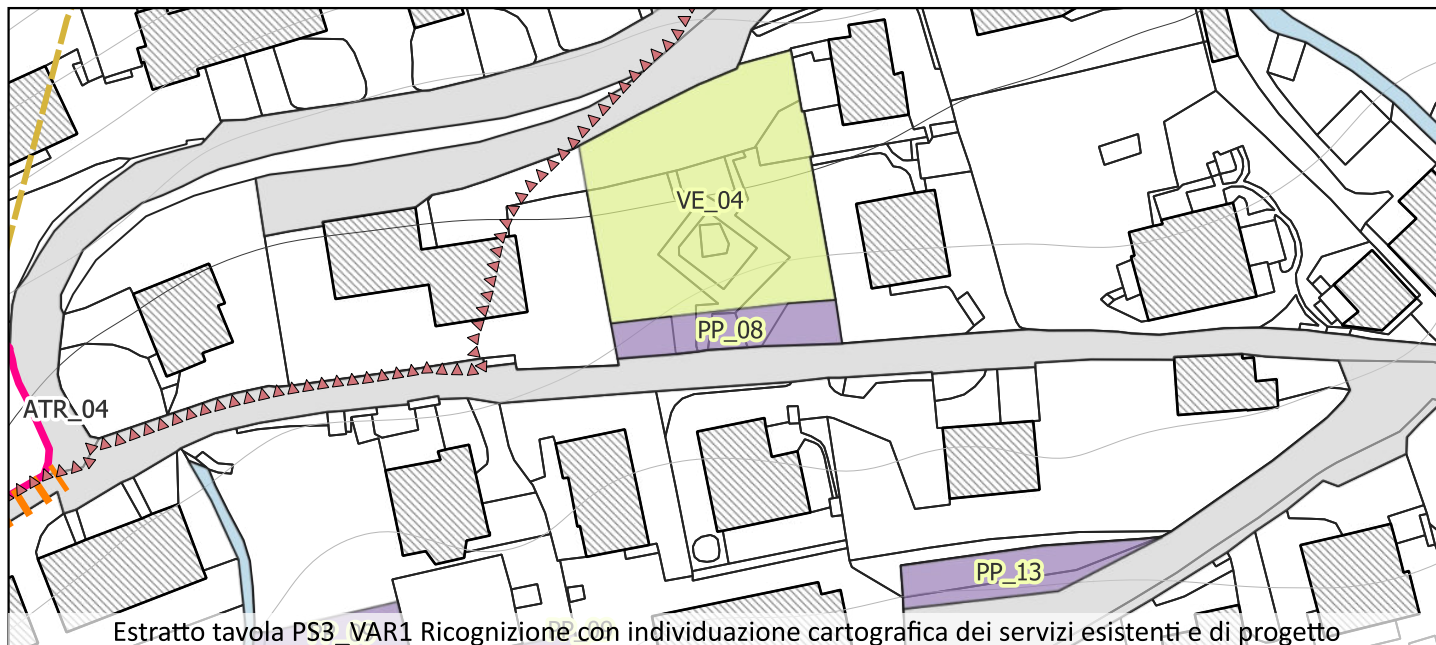 VE_04
PP_08
ATR_04
PP_13
Estratto tavola PS3_VAR1 Ricognizione con individuazione cartografica dei servizi esistenti e di progetto